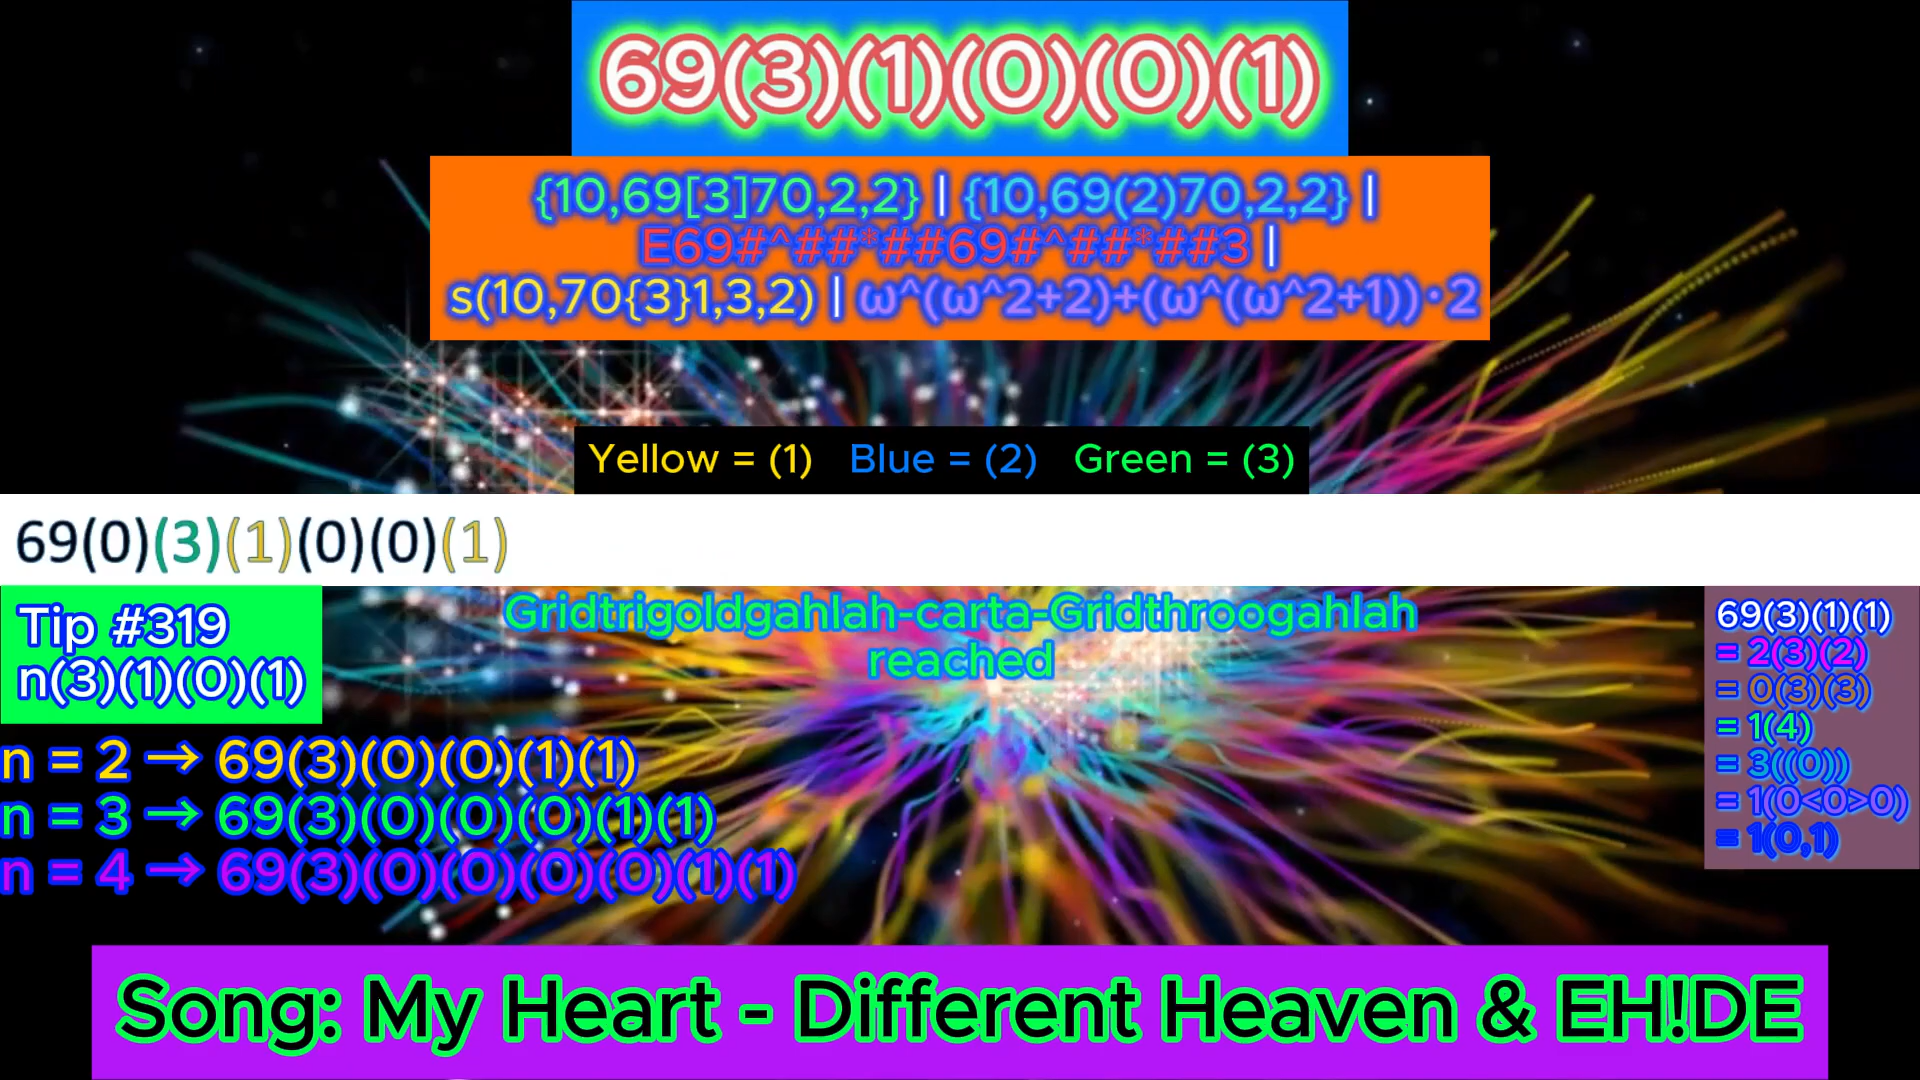 69(3)(1)(0)(0)(1)
{10,69[3]70,2,2} | {10,69(2)70,2,2} |
E69#^##*##69#^##*##3 |
s(10,70{3}1,3,2) | ω^(ω^2+2)+(ω^(ω^2+1))·2
Yellow = (1) Blue = (2) Green = (3)
69(0)(3)(1)(0)(0)(1)
Tip #319
n(3)(1)(0)(1)
n = 2 → 69(3)(0)(0)(1)(1)
n = 3 → 69(3)(0)(0)(0)(1)(1)
n = 4 → 69(3)(0)(0)(0)(0)(1)(1)
Gridtrigoldgahlah-carta-Gridthroogahlah
reached
69(3)(1)(1)
= 2(3)(2)
= 0(3)(3)
= 1(4)
= 3((0))
= 1(0<0>0)
= 1(0,1)
Song: My Heart - Different Heaven & EH!DE